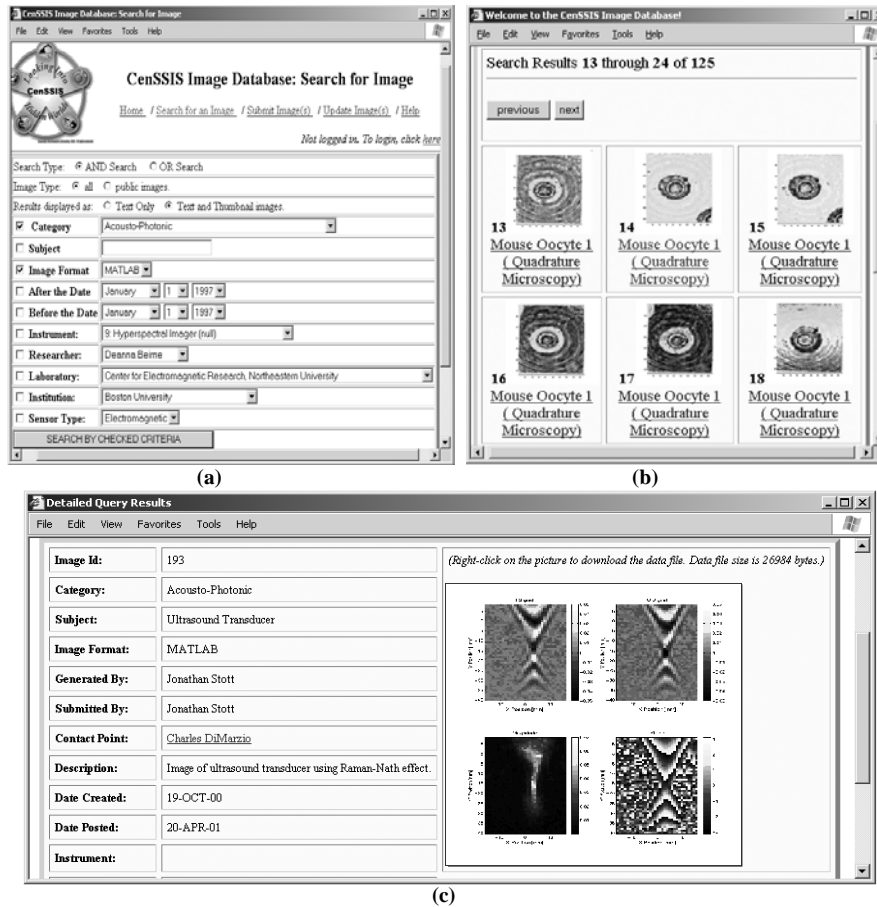 CenSSIS Image Database: Search for Image
File Edit View Favorites Tools Help
Looking Into
CenSSIS
Hidden Worlds
CenSSIS Image Database: Search for Image
Home / Search for an Image / Submit Image(s) / Update Image(s) / Help
Not logged in. To login, click here
Search Type: AND Search OR Search
Image Type: all public images.
Results displayed as: Text Only Text and Thumbnail images.
Category Acousto-Photonic
Subject
Image Format MATLAB
After the Date January 1 1997
Before the Date January 1 1997
Instrument: 9: Hyperspectral Imager (null)
Researcher: Deanna Beirne
Laboratory: Center for Electromagnetic Research, Northeastern University
Institution: Boston University
Sensor Type: Electromagnetic
SEARCH BY CHECKED CRITERIA
(a)
Welcome to the CenSSIS Image Database!
File Edit View Favorites Tools Help
Search Results 13 through 24 of 125
previous next
13 14 15
Mouse Oocyte 1 Mouse Oocyte 1 Mouse Oocyte 1
( Quadrature ( Quadrature ( Quadrature
Microscopy) Microscopy) Microscopy)
16 17 18
Mouse Oocyte 1 Mouse Oocyte 1 Mouse Oocyte 1
( Quadrature ( Quadrature ( Quadrature
Microscopy) Microscopy) Microscopy)
(b)
Detailed Query Results
File Edit View Favorites Tools Help
Image Id: 193
Category: Acousto-Photonic
Subject: Ultrasound Transducer
Image Format: MATLAB
Generated By: Jonathan Stott
Submitted By: Jonathan Stott
Contact Point: Charles DiMarzio
Description: Image of ultrasound transducer using Raman-Nath effect.
Date Created: 19-OCT-00
Date Posted: 20-APR-01
Instrument:
(Right-click on the picture to download the data file. Data file size is 26984 bytes.)
X Position [mm]
X Position [mm]
(c)